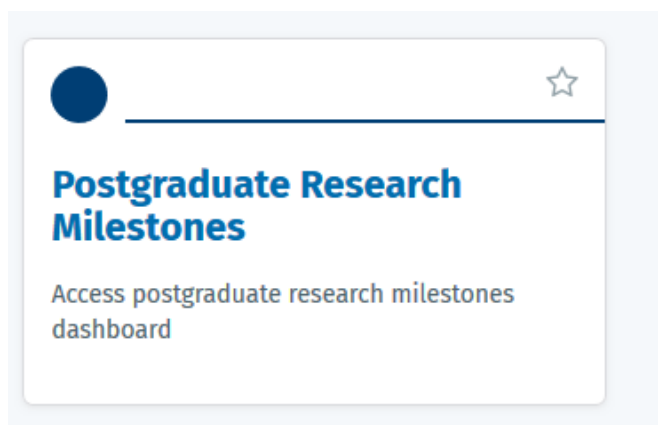 Postgraduate Research
Milestones
Access postgraduate research milestones
dashboard